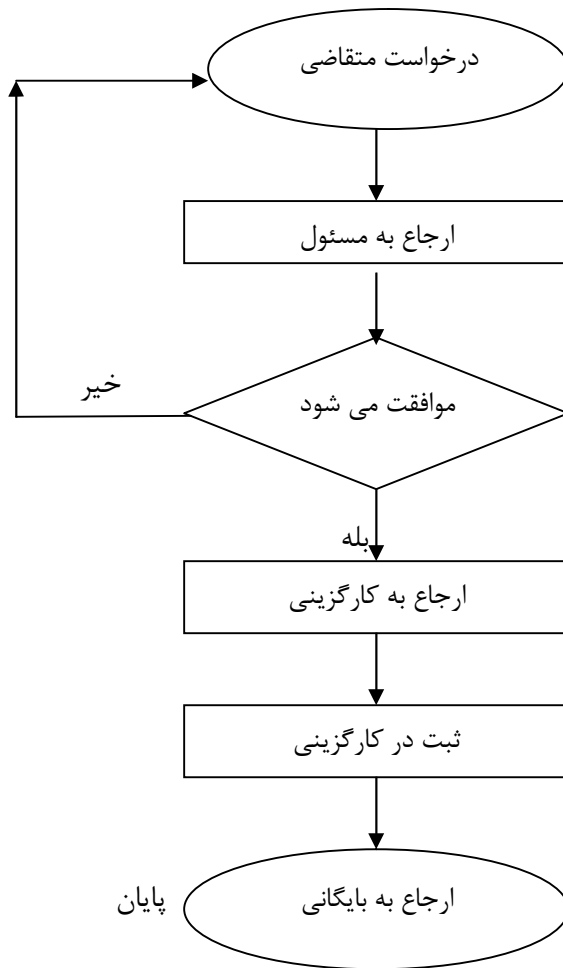 درخواست متقاضی
ارجاع به مسئول
موافقت می شود
خیر
بله
ارجاع به کارگزینی
ثبت در کارگزینی
ارجاع به بایگانی
پایان